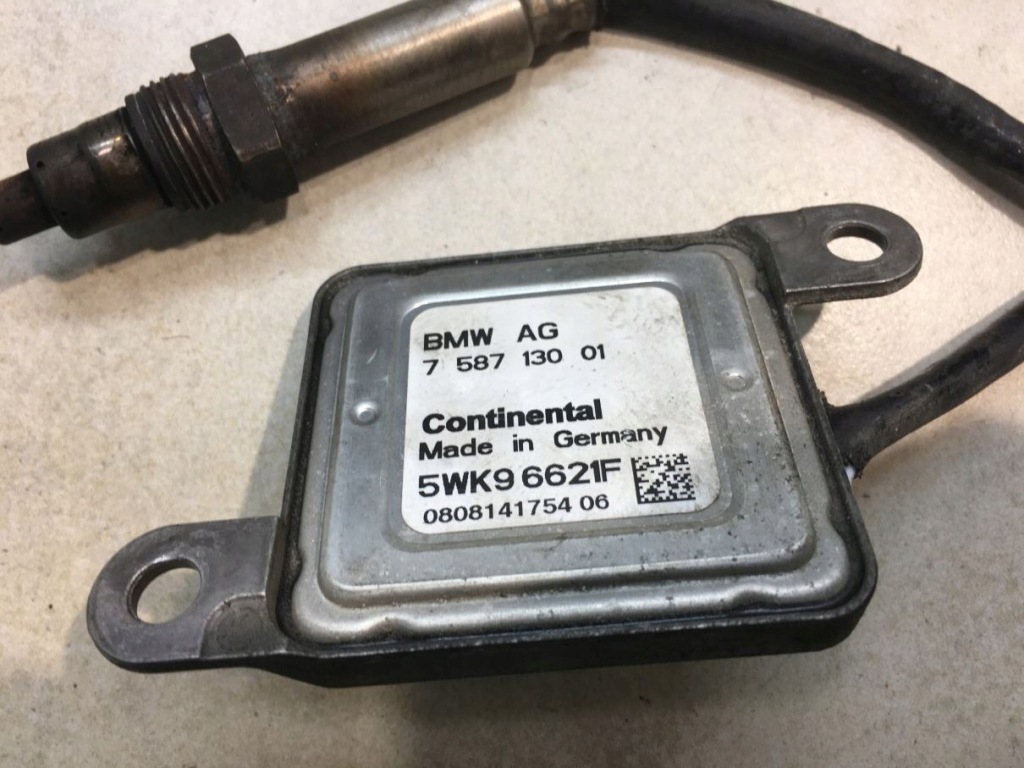 BMW AG
7 587 130 01
Continental
Made in Germany
5WK9 6621F
0808141754 06